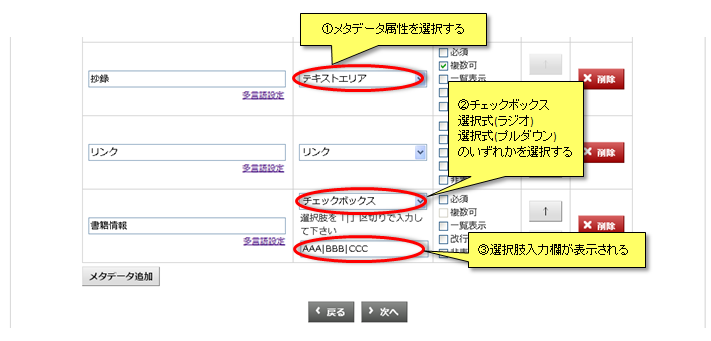 ①メタデータ属性を選択する
必須
抄録
テキストエリア
複数可
↑
× 削除
一覧表示
多言語設定
②チェックボックス
選択式(ラジオ)
選択式(プルダウン)
のいずれかを選択する
リンク
リンク
× 削除
多言語設定
チェックボックス
必須
選択肢を「|」区切りで入力し
て下さい
複数可
↑
書籍情報
一覧表示
× 削除
多言語設定
AAA|BBB|CCC
改行
③選択肢入力欄が表示される
メタデータ追加
戻る
次へ